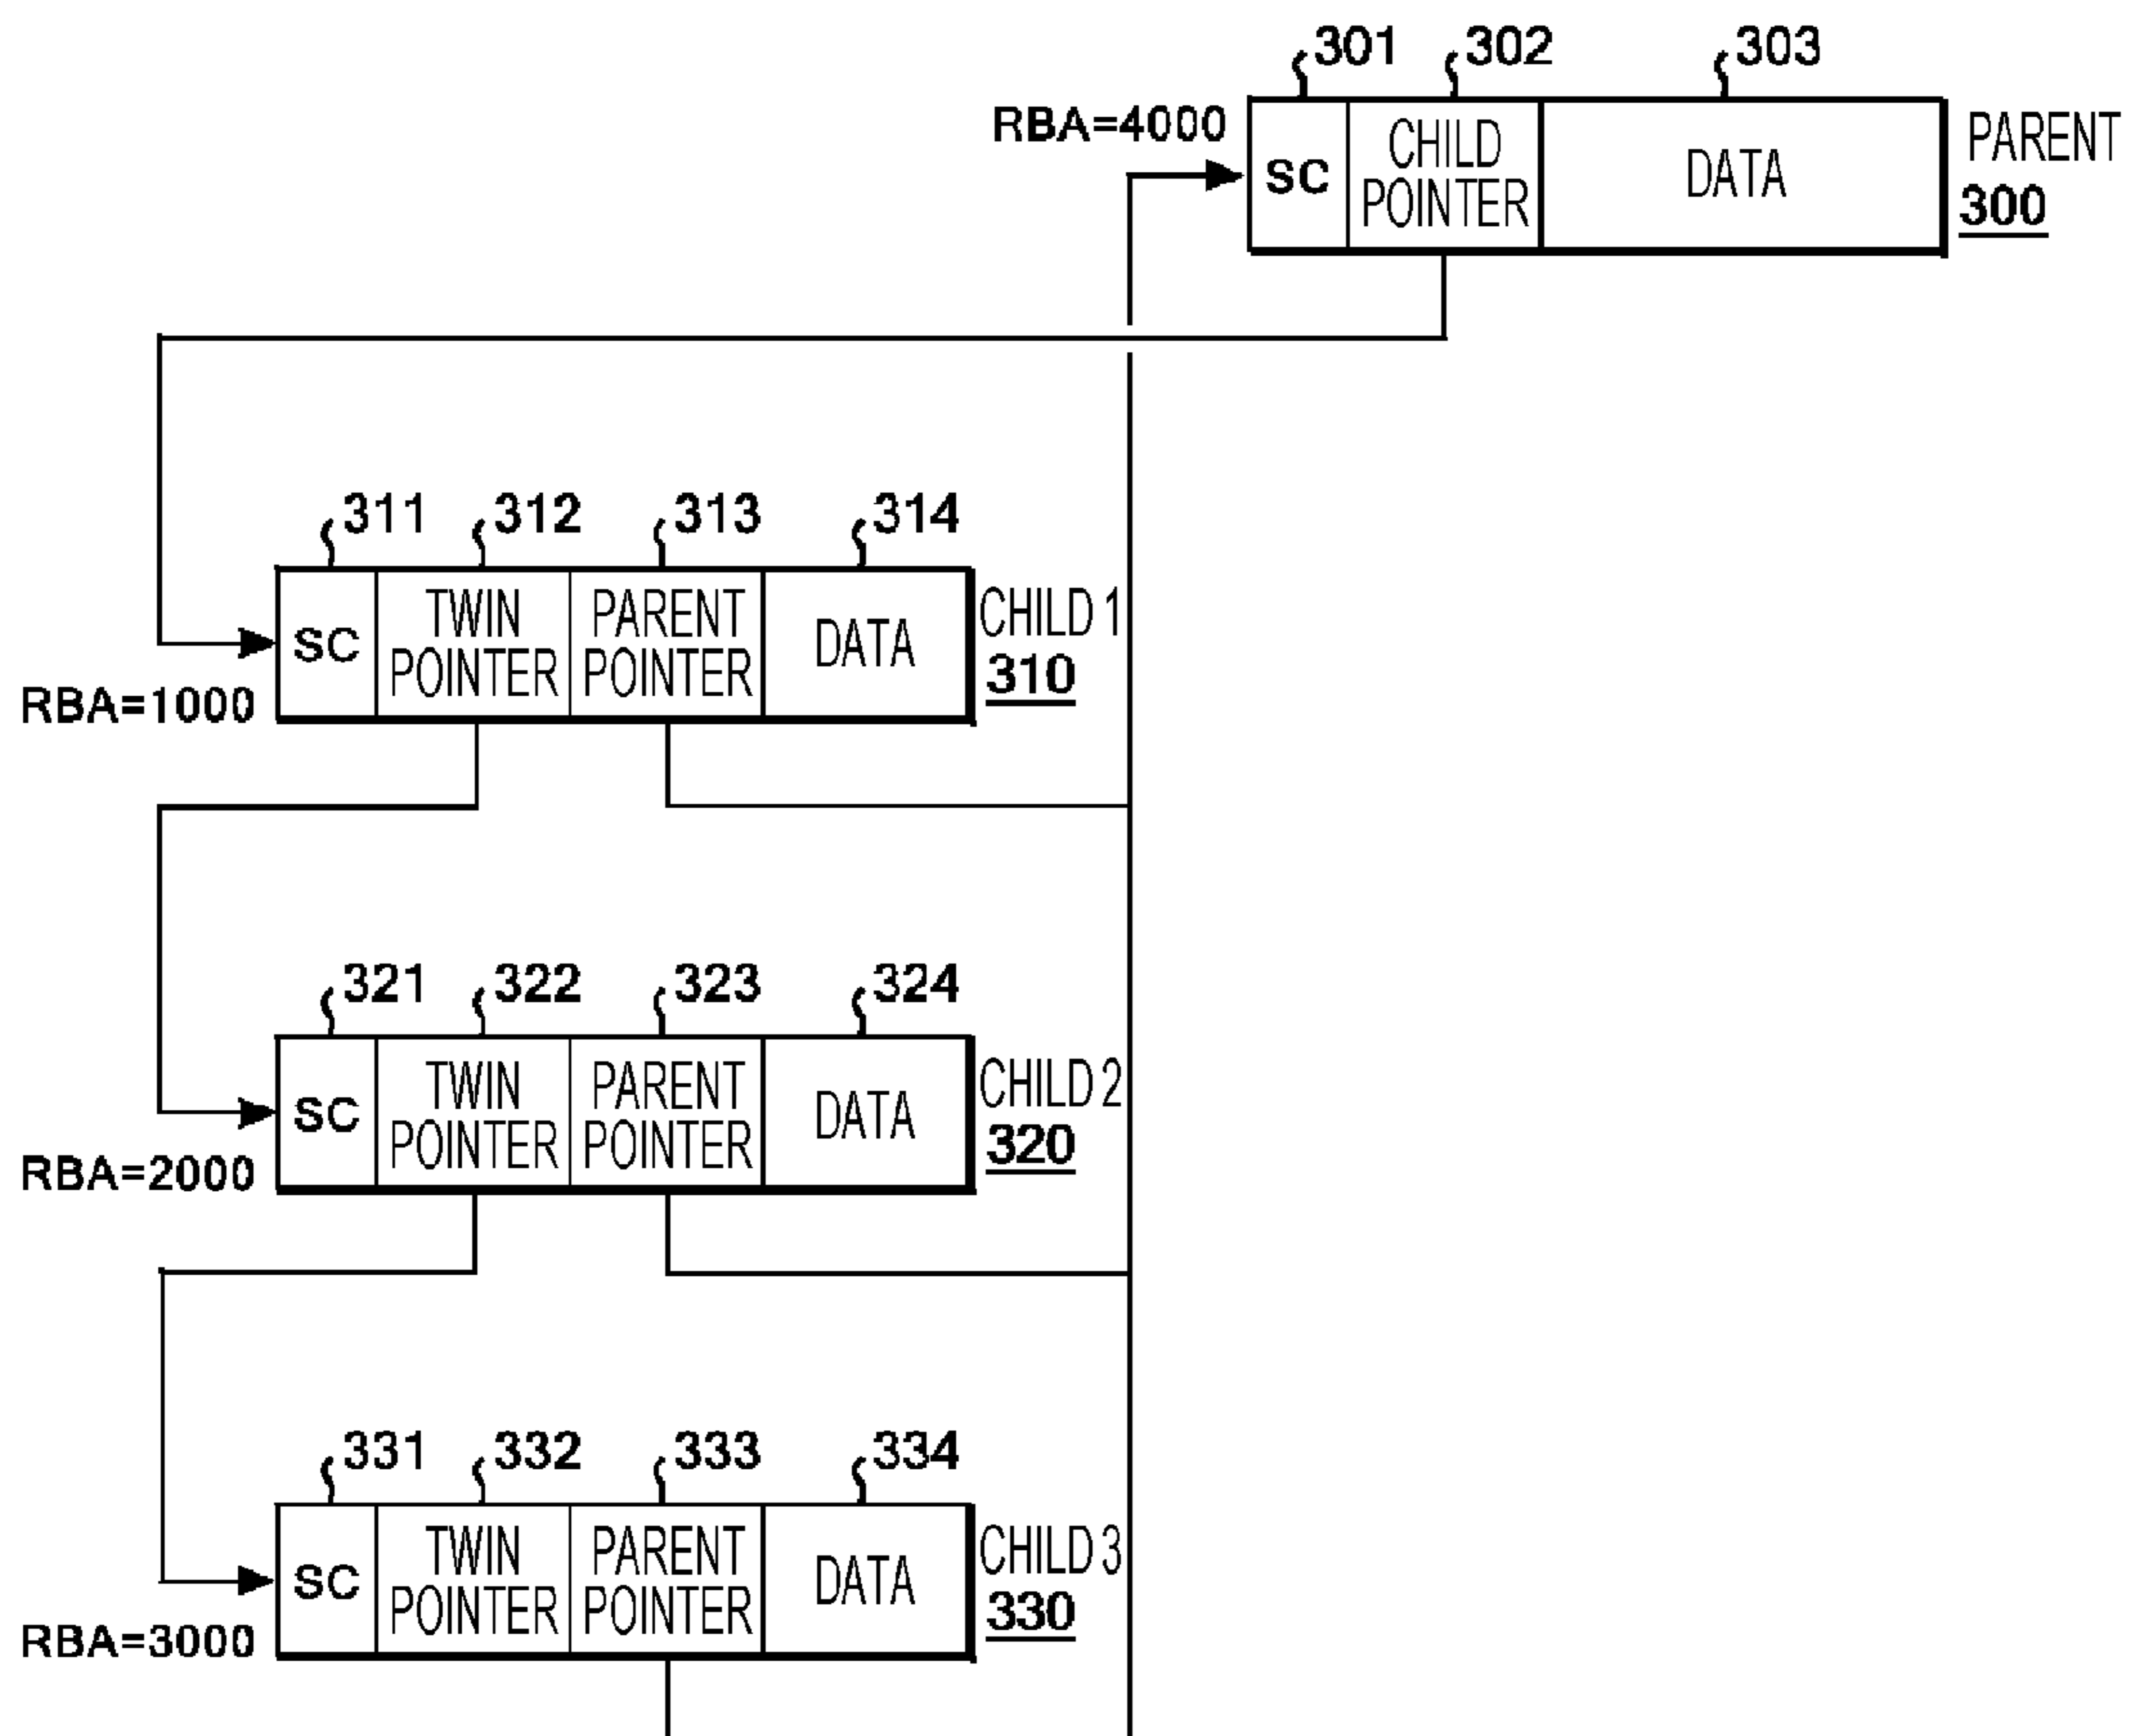 301 302 303
RBA=4000
SC
CHILD
POINTER
DATA
PARENT
300
311 312 313 314
SC
TWIN
POINTER
PARENT
POINTER
DATA
CHILD 1
310
RBA=1000
321 322 323 324
SC
TWIN
POINTER
PARENT
POINTER
DATA
CHILD 2
320
RBA=2000
331 332 333 334
SC
TWIN
POINTER
PARENT
POINTER
DATA
CHILD 3
330
RBA=3000